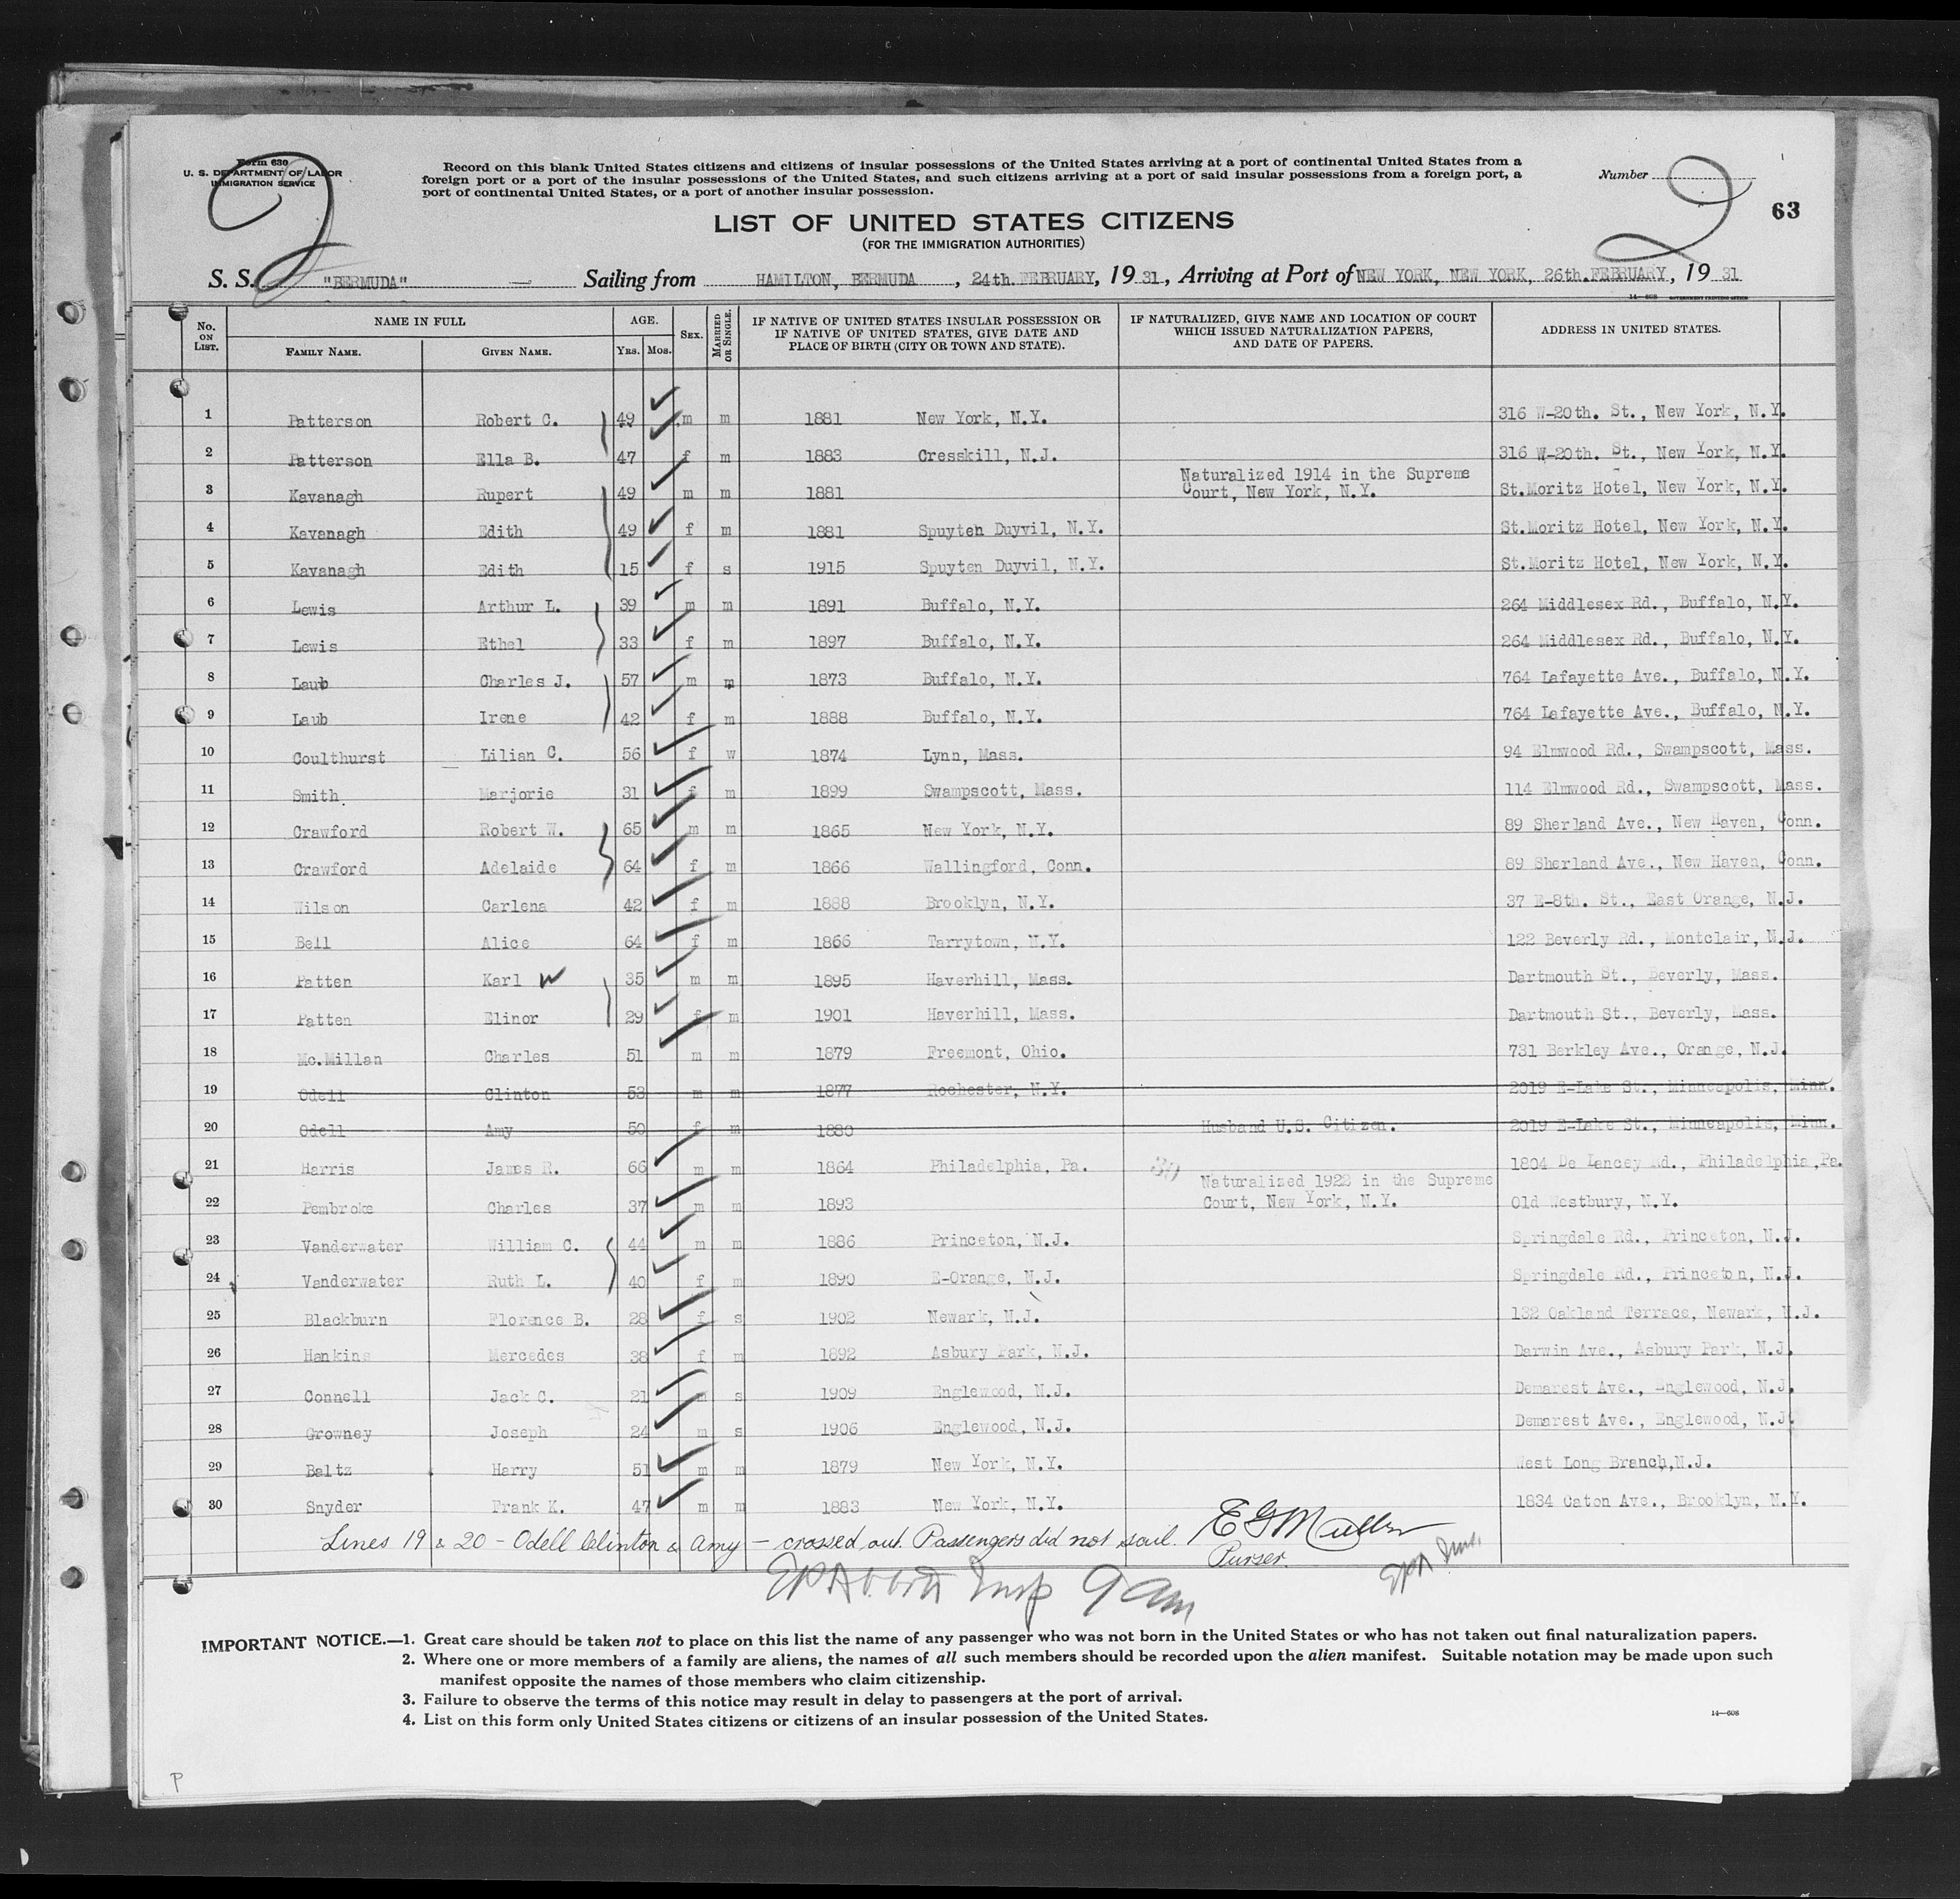 Form 630
U. S. DEPARTMENT OF LABOR
IMMIGRATION SERVICE
Record on this blank United States citizens and citizens of insular possessions of the United States arriving at a port of continental United States from a
foreign port or a port of the insular possessions of the United States, and such citizens arriving at a port of said insular possessions from a foreign port, a
port of continental United States, or a port of another insular possession.
Number 2
63
2
LIST OF UNITED STATES CITIZENS
(FOR THE IMMIGRATION AUTHORITIES)
S. S. "BERMUDA" Sailing from HAMILTON, BERMUDA, 24th. FEBRUARY, 1931, Arriving at Port of NEW YORK, NEW YORK, 26th. FEBRUARY, 1931
14—608 GOVERNMENT PRINTING OFFICE
No. ON LIST. NAME IN FULL FAMILY NAME. GIVEN NAME. AGE. YRS. MOS. SEX. MARRIED OR SINGLE. IF NATIVE OF UNITED STATES INSULAR POSSESSION OR IF NATIVE OF UNITED STATES, GIVE DATE AND PLACE OF BIRTH (CITY OR TOWN AND STATE). IF NATURALIZED, GIVE NAME AND LOCATION OF COURT WHICH ISSUED NATURALIZATION PAPERS, AND DATE OF PAPERS. ADDRESS IN UNITED STATES.
1 Patterson Robert C. 49 m m 1881 New York, N.Y. 316 W-20th. St., New York, N.Y.
2 Patterson Ella B. 47 f m 1883 Cresskill, N.J. 316 W-20th. St., New York, N.Y.
3 Kavanagh Rupert 49 m m 1881 Naturalized 1914 in the Supreme Court, New York, N.Y. St.Moritz Hotel, New York, N.Y.
4 Kavanagh Edith 49 f m 1881 Spuyten Duyvil, N.Y. St.Moritz Hotel, New York, N.Y.
5 Kavanagh Edith 15 f s 1915 Spuyten Duyvil, N.Y. St.Moritz Hotel, New York, N.Y.
6 Lewis Arthur L. 39 m m 1891 Buffalo, N.Y. 264 Middlesex Rd., Buffalo, N.Y.
7 Lewis Ethel 33 f m 1897 Buffalo, N.Y. 264 Middlesex Rd., Buffalo, N.Y.
8 Laub Charles J. 57 m m 1873 Buffalo, N.Y. 764 Lafayette Ave., Buffalo, N.Y.
9 Laub Irene 42 f m 1888 Buffalo, N.Y. 764 Lafayette Ave., Buffalo, N.Y.
10 Coulthurst Lilian C. 56 f w 1874 Lynn, Mass. 94 Elmwood Rd., Swampscott, Mass.
11 Smith Marjorie 31 f m 1899 Swampscott, Mass. 114 Elmwood Rd., Swampscott, Mass.
12 Crawford Robert W. 65 m m 1865 New York, N.Y. 89 Sherland Ave., New Haven, Conn.
13 Crawford Adelaide 64 f m 1866 Wallingford, Conn. 89 Sherland Ave., New Haven, Conn.
14 Wilson Carlena 42 f m 1888 Brooklyn, N.Y. 37 E-8th. St., East Orange, N.J.
15 Bell Alice 64 f m 1866 Tarrytown, N.Y. 122 Beverly Rd., Montclair, N.J.
16 Patten Karl W 35 m m 1895 Haverhill, Mass. Dartmouth St., Beverly, Mass.
17 Patten Elinor 29 f m 1901 Haverhill, Mass. Dartmouth St., Beverly, Mass.
18 Mc.Millan Charles 51 m m 1879 Freemont, Ohio. 731 Berkley Ave., Orange, N.J.
19 Odell Clinton 53 m m 1877 Rochester, N.Y. 2019 E-Lake St., Minneapolis, Minn.
20 Odell Amy 50 f m 1880 Husband U.S. Citizen. 2019 E-Lake St., Minneapolis, Minn.
21 Harris James R. 66 m m 1864 Philadelphia, Pa. 1804 De Lancey Rd., Philadelphia,Pa.
22 Pembroke Charles 37 m m 1893 Naturalized 1922 in the Supreme Court, New York, N.Y. Old Westbury, N.Y.
23 Vanderwater William C. 44 m m 1886 Princeton, N.J. Springdale Rd., Princeton, N.J.
24 Vanderwater Ruth L. 40 f m 1890 E-Orange, N.J. Springdale Rd., Princeton, N.J.
25 Blackburn Florence B. 28 f s 1902 Newark, N.J. 132 Oakland Terrace, Newark, N.J.
26 Hankins Mercedes 38 f m 1892 Asbury Park, N.J. Darwin Ave., Asbury Park, N.J.
27 Connell Jack C. 21 m s 1909 Englewood, N.J. Demarest Ave., Englewood, N.J.
28 Growney Joseph 24 m s 1906 Englewood, N.J. Demarest Ave., Englewood, N.J.
29 Baltz Harry 51 m m 1879 New York, N.Y. West Long Branch,N.J.
30 Snyder Frank K. 47 m m 1883 New York, N.Y. 1834 Caton Ave., Brooklyn, N.Y.
Lines 19 & 20 - Odell Clinton & Amy - crossed out. Passengers did not sail.
Purser.
Insp 9 am
IMPORTANT NOTICE.—1. Great care should be taken not to place on this list the name of any passenger who was not born in the United States or who has not taken out final naturalization papers.
2. Where one or more members of a family are aliens, the names of all such members should be recorded upon the alien manifest. Suitable notation may be made upon such
manifest opposite the names of those members who claim citizenship.
3. Failure to observe the terms of this notice may result in delay to passengers at the port of arrival.
4. List on this form only United States citizens or citizens of an insular possession of the United States.
14—608
P